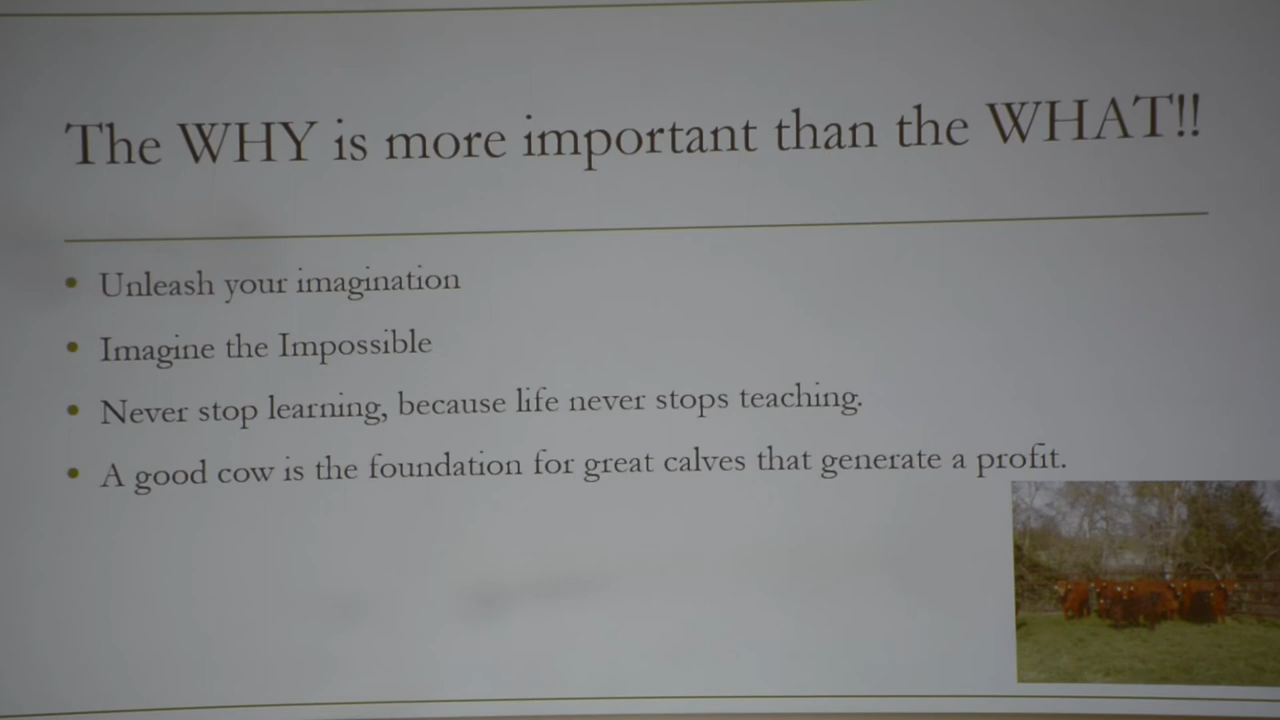 The WHY is more important than the WHAT!!
• Unleash your imagination
• Imagine the Impossible
• Never stop learning, because life never stops teaching.
• A good cow is the foundation for great calves that generate a profit.